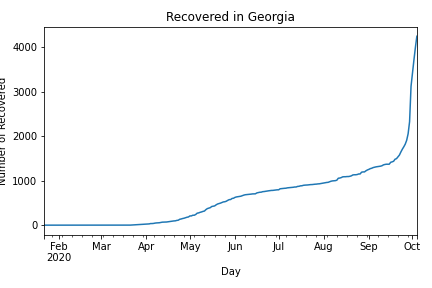 Recovered in Georgia
Number of Recovered
4000
3000
2000
1000
0
Feb
2020
Mar
Apr
May
Jun
Jul
Aug
Sep
Oct
Day